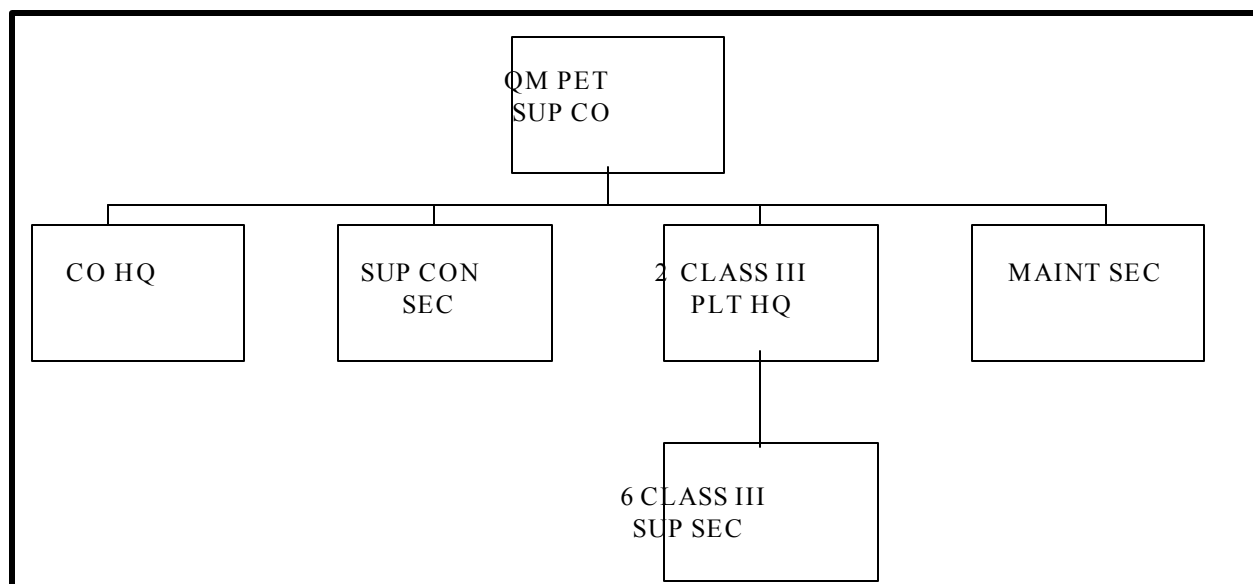 QM PET
SUP CO
CO HQ
SUP CON
SEC
2 CLASS III
PLT HQ
MAINT SEC
6 CLASS III
SUP SEC